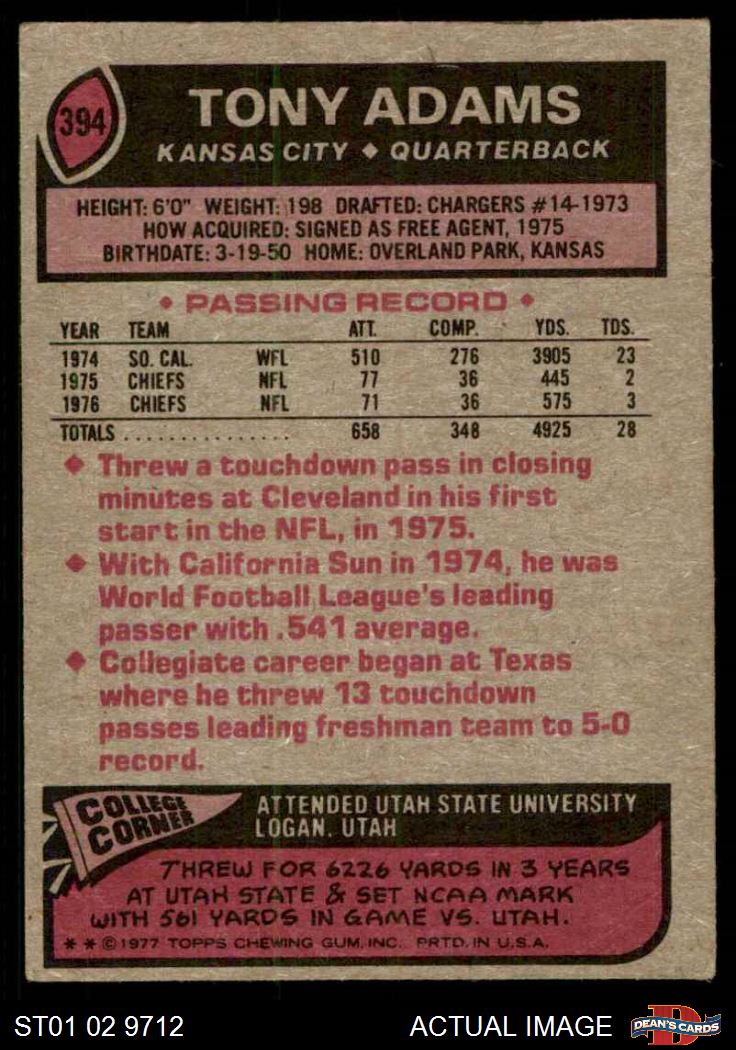 394
TONY ADAMS
KANSAS CITY ◆ QUARTERBACK
HEIGHT: 6'0" WEIGHT: 198 DRAFTED: CHARGERS #14-1973
HOW ACQUIRED: SIGNED AS FREE AGENT, 1975
BIRTHDATE: 3-19-50 HOME: OVERLAND PARK, KANSAS
◆ PASSING RECORD ◆
YEAR TEAM ATT. COMP. YDS. TDS.
1974 SO. CAL. WFL 510 276 3905 23
1975 CHIEFS NFL 77 36 445 2
1976 CHIEFS NFL 71 36 575 3
TOTALS . . . . . . . . . . . . . . . 658 348 4925 28
◆ Threw a touchdown pass in closing
minutes at Cleveland in his first
start in the NFL, in 1975.
◆ With California Sun in 1974, he was
World Football League's leading
passer with .541 average.
◆ Collegiate career began at Texas
where he threw 13 touchdown
passes leading freshman team to 5-0
record.
COLLEGE
CORNER
ATTENDED UTAH STATE UNIVERSITY
LOGAN, UTAH
THREW FOR 6226 YARDS IN 3 YEARS
AT UTAH STATE & SET NCAA MARK
WITH 561 YARDS IN GAME VS. UTAH.
* * © 1977 TOPPS CHEWING GUM, INC. PRTD. IN U.S.A.
ST01 02 9712
ACTUAL IMAGE
D
DEAN'S CARDS